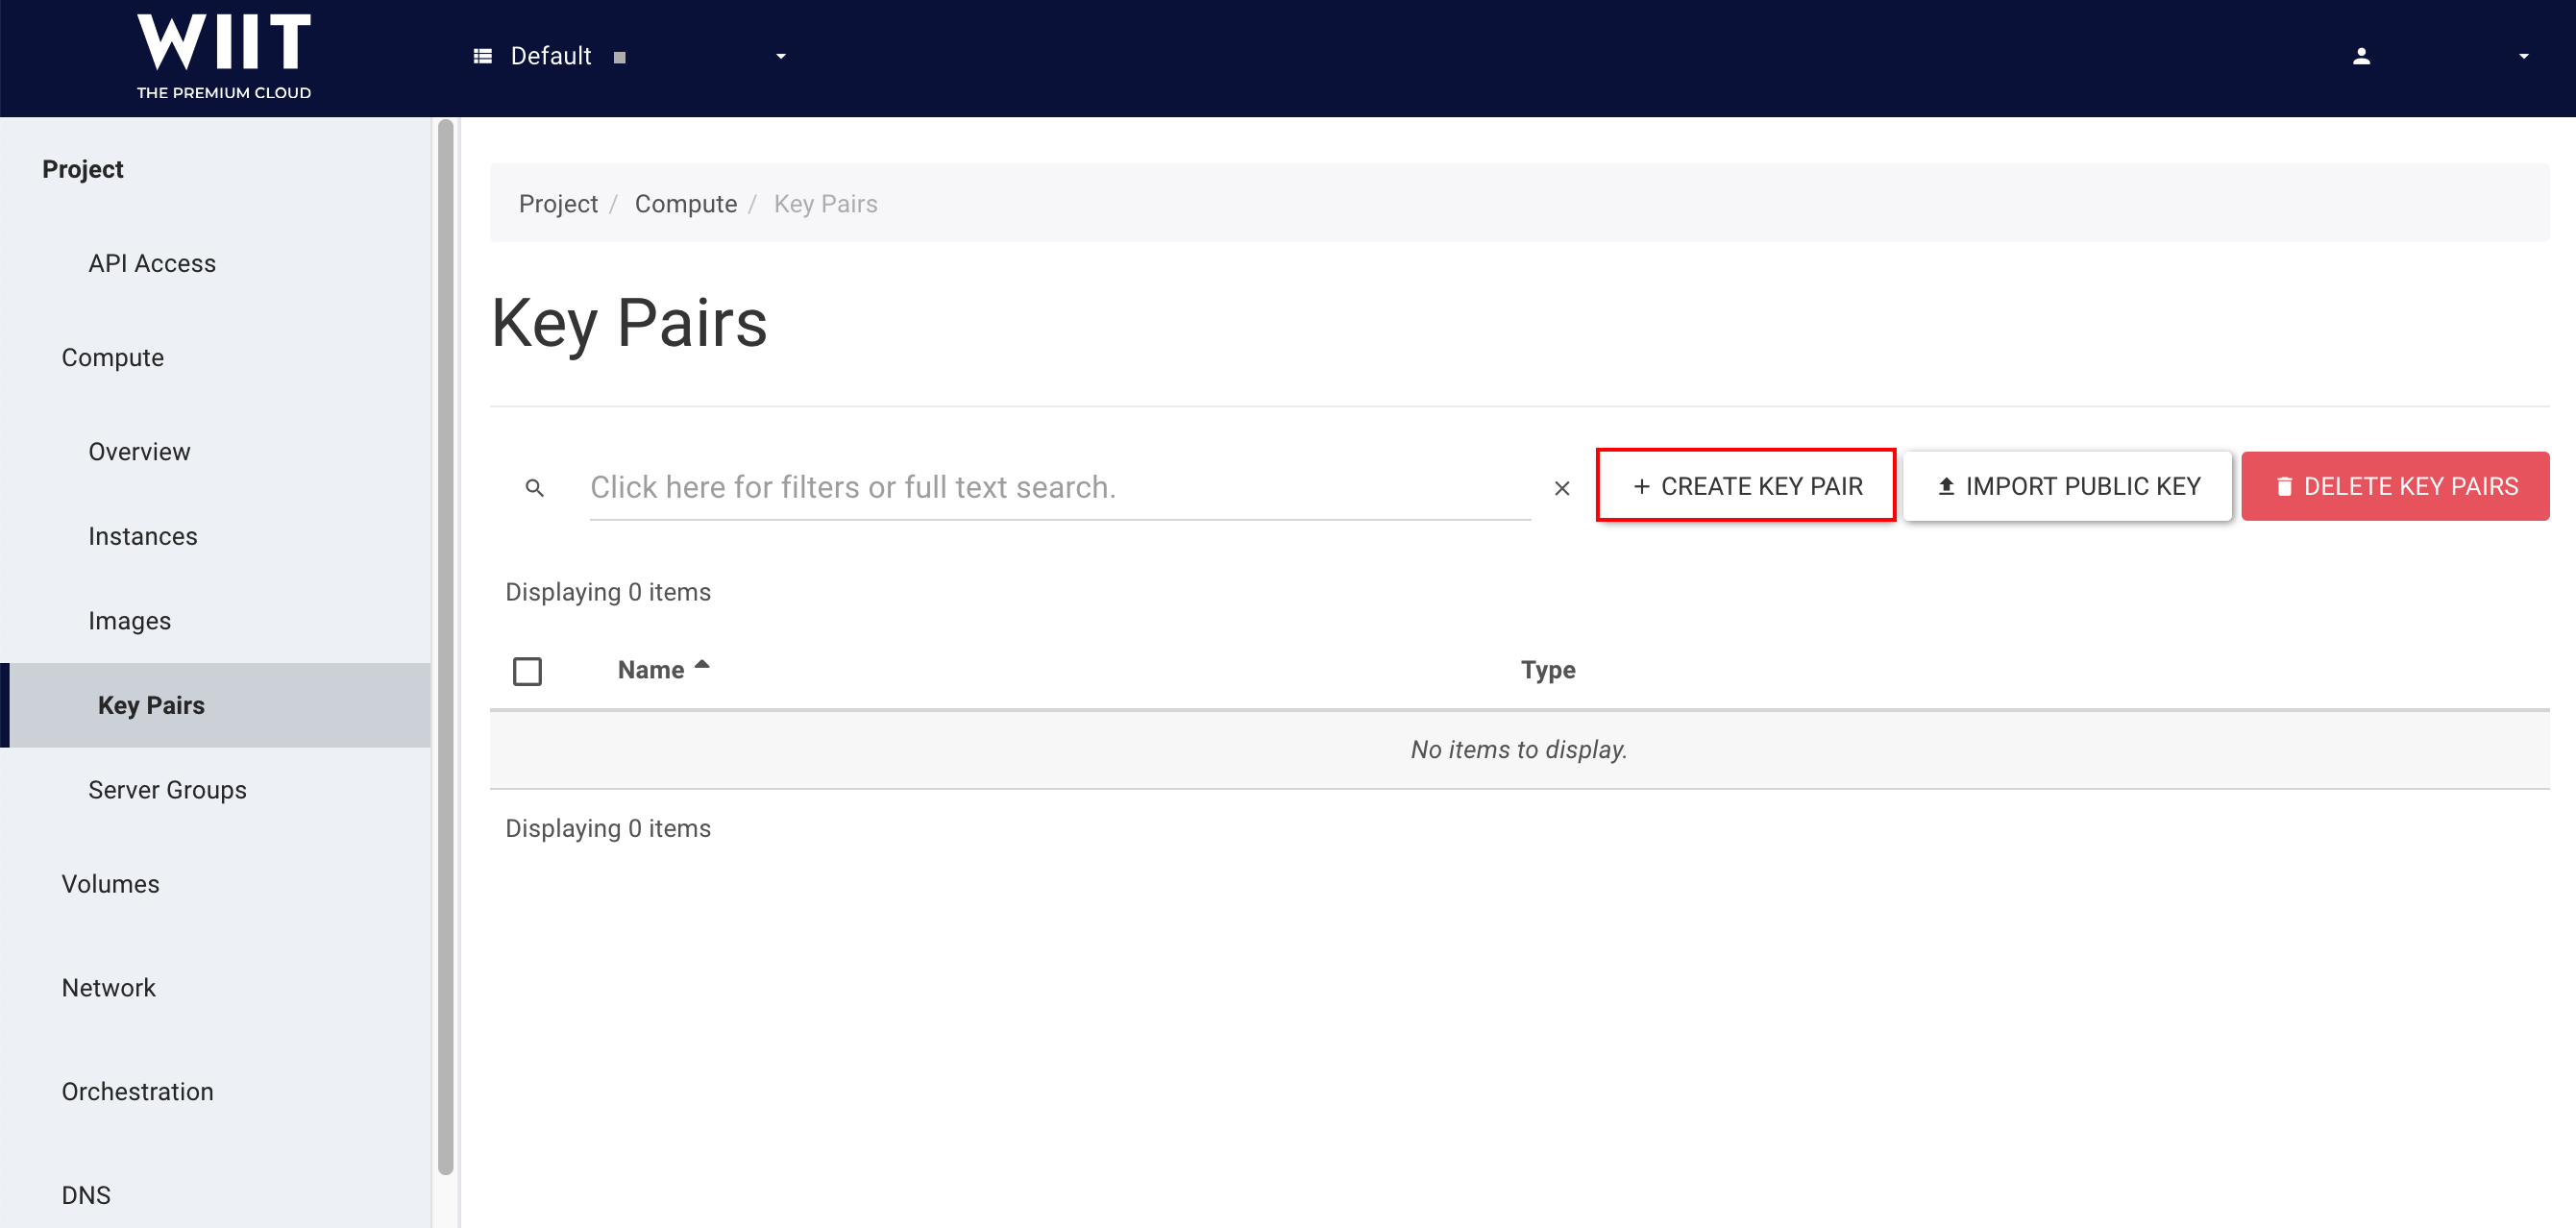 WIIT
THE PREMIUM CLOUD
Default
Project
API Access
Compute
Overview
Instances
Images
Key Pairs
Server Groups
Volumes
Network
Orchestration
DNS
Project / Compute / Key Pairs
Key Pairs
Click here for filters or full text search.
+ CREATE KEY PAIR
IMPORT PUBLIC KEY
DELETE KEY PAIRS
Displaying 0 items
Name Type
No items to display.
Displaying 0 items